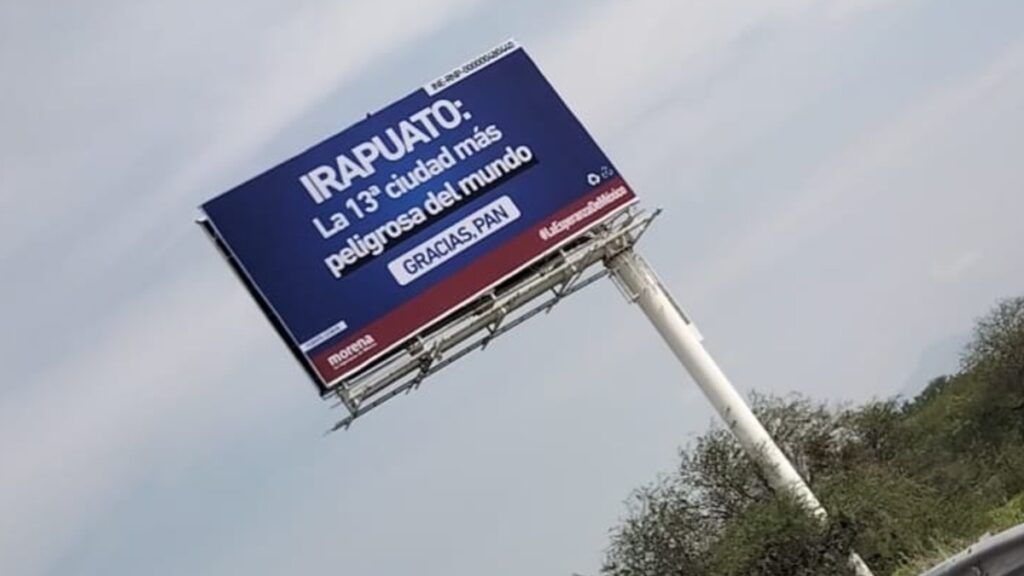 IRAPUATO:
La 13ª ciudad más
peligrosa del mundo
GRACIAS, PAN
#LaEsperanzaDeMéxico
morena